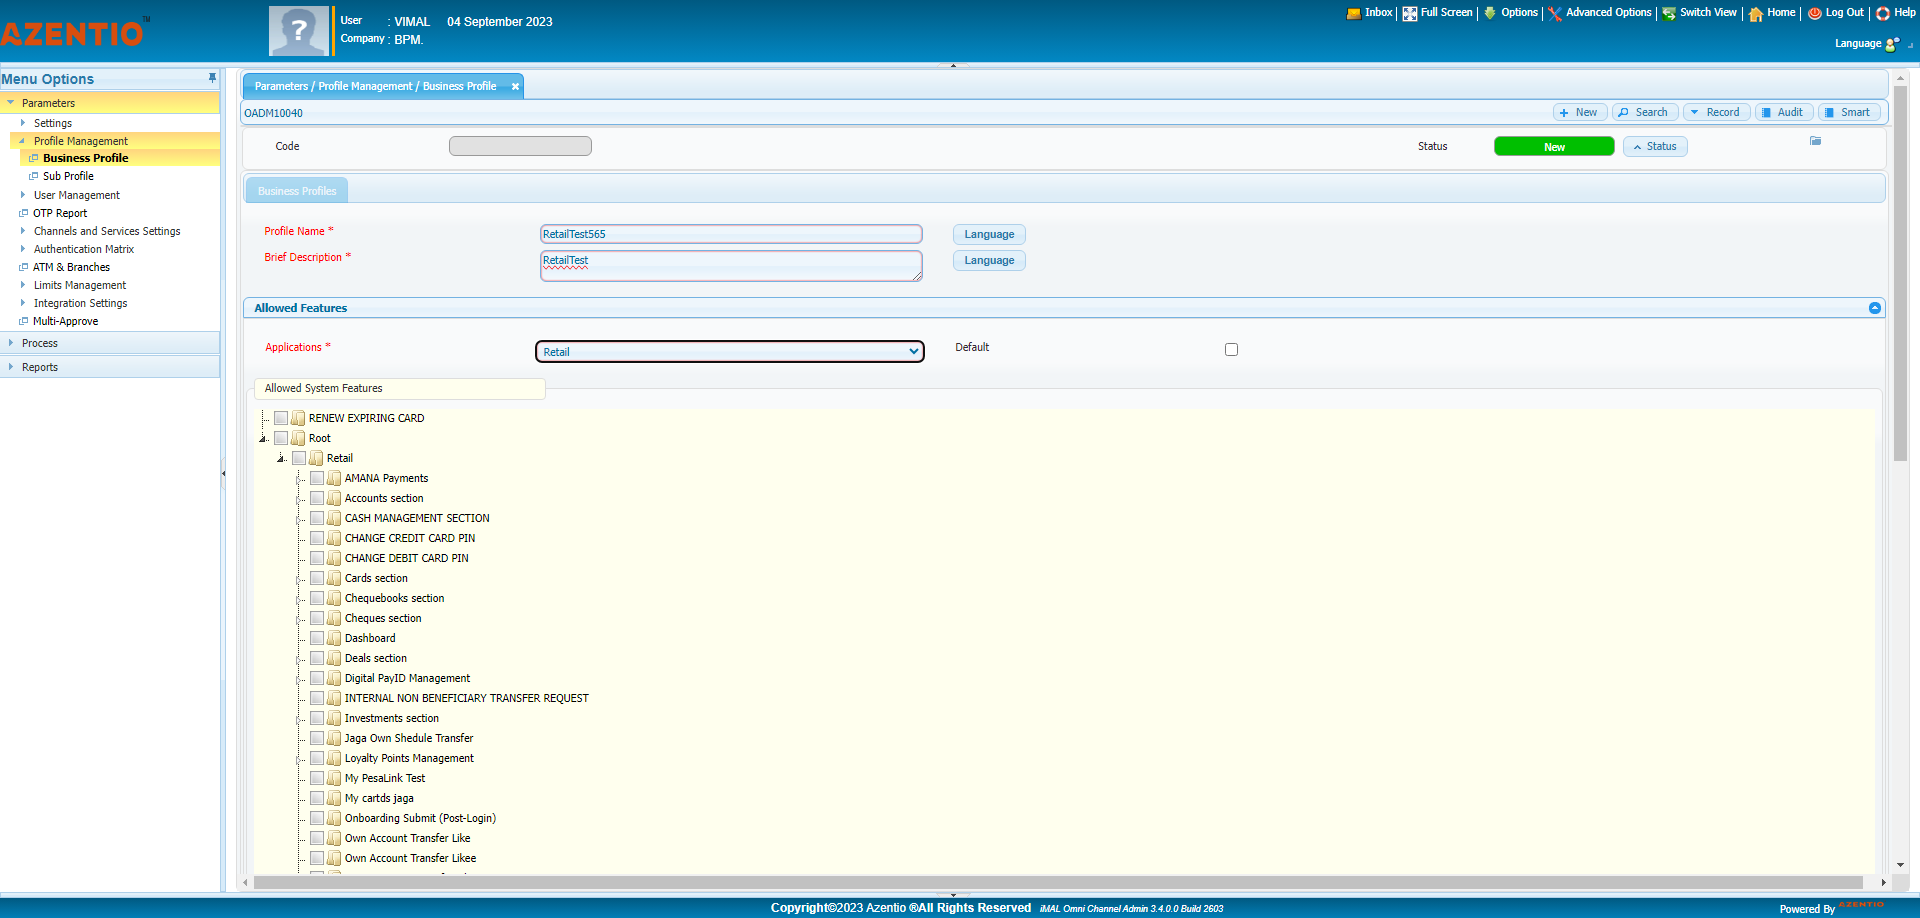 AZENTIO™
User : VIMAL 04 September 2023
Company : BPM.
Inbox Full Screen Options Advanced Options Switch View Home Log Out Help
Language
Menu Options
Parameters
Settings
Profile Management
Business Profile
Sub Profile
User Management
OTP Report
Channels and Services Settings
Authentication Matrix
ATM & Branches
Limits Management
Integration Settings
Multi-Approve
Process
Reports
Parameters / Profile Management / Business Profile
OADM10040
New Search Record Audit Smart
Code
Status New Status
Business Profiles
Profile Name * RetailTest565 Language
Brief Description * RetailTest Language
Allowed Features
Applications * Retail Default
Allowed System Features
RENEW EXPIRING CARD
Root
Retail
AMANA Payments
Accounts section
CASH MANAGEMENT SECTION
CHANGE CREDIT CARD PIN
CHANGE DEBIT CARD PIN
Cards section
Chequebooks section
Cheques section
Dashboard
Deals section
Digital PayID Management
INTERNAL NON BENEFICIARY TRANSFER REQUEST
Investments section
Jaga Own Shedule Transfer
Loyalty Points Management
My PesaLink Test
My cartds jaga
Onboarding Submit (Post-Login)
Own Account Transfer Like
Own Account Transfer Likee
Copyright©2023 Azentio ®All Rights Reserved iMAL Omni Channel Admin 3.4.0.0 Build 2603
Powered By AZENTIO